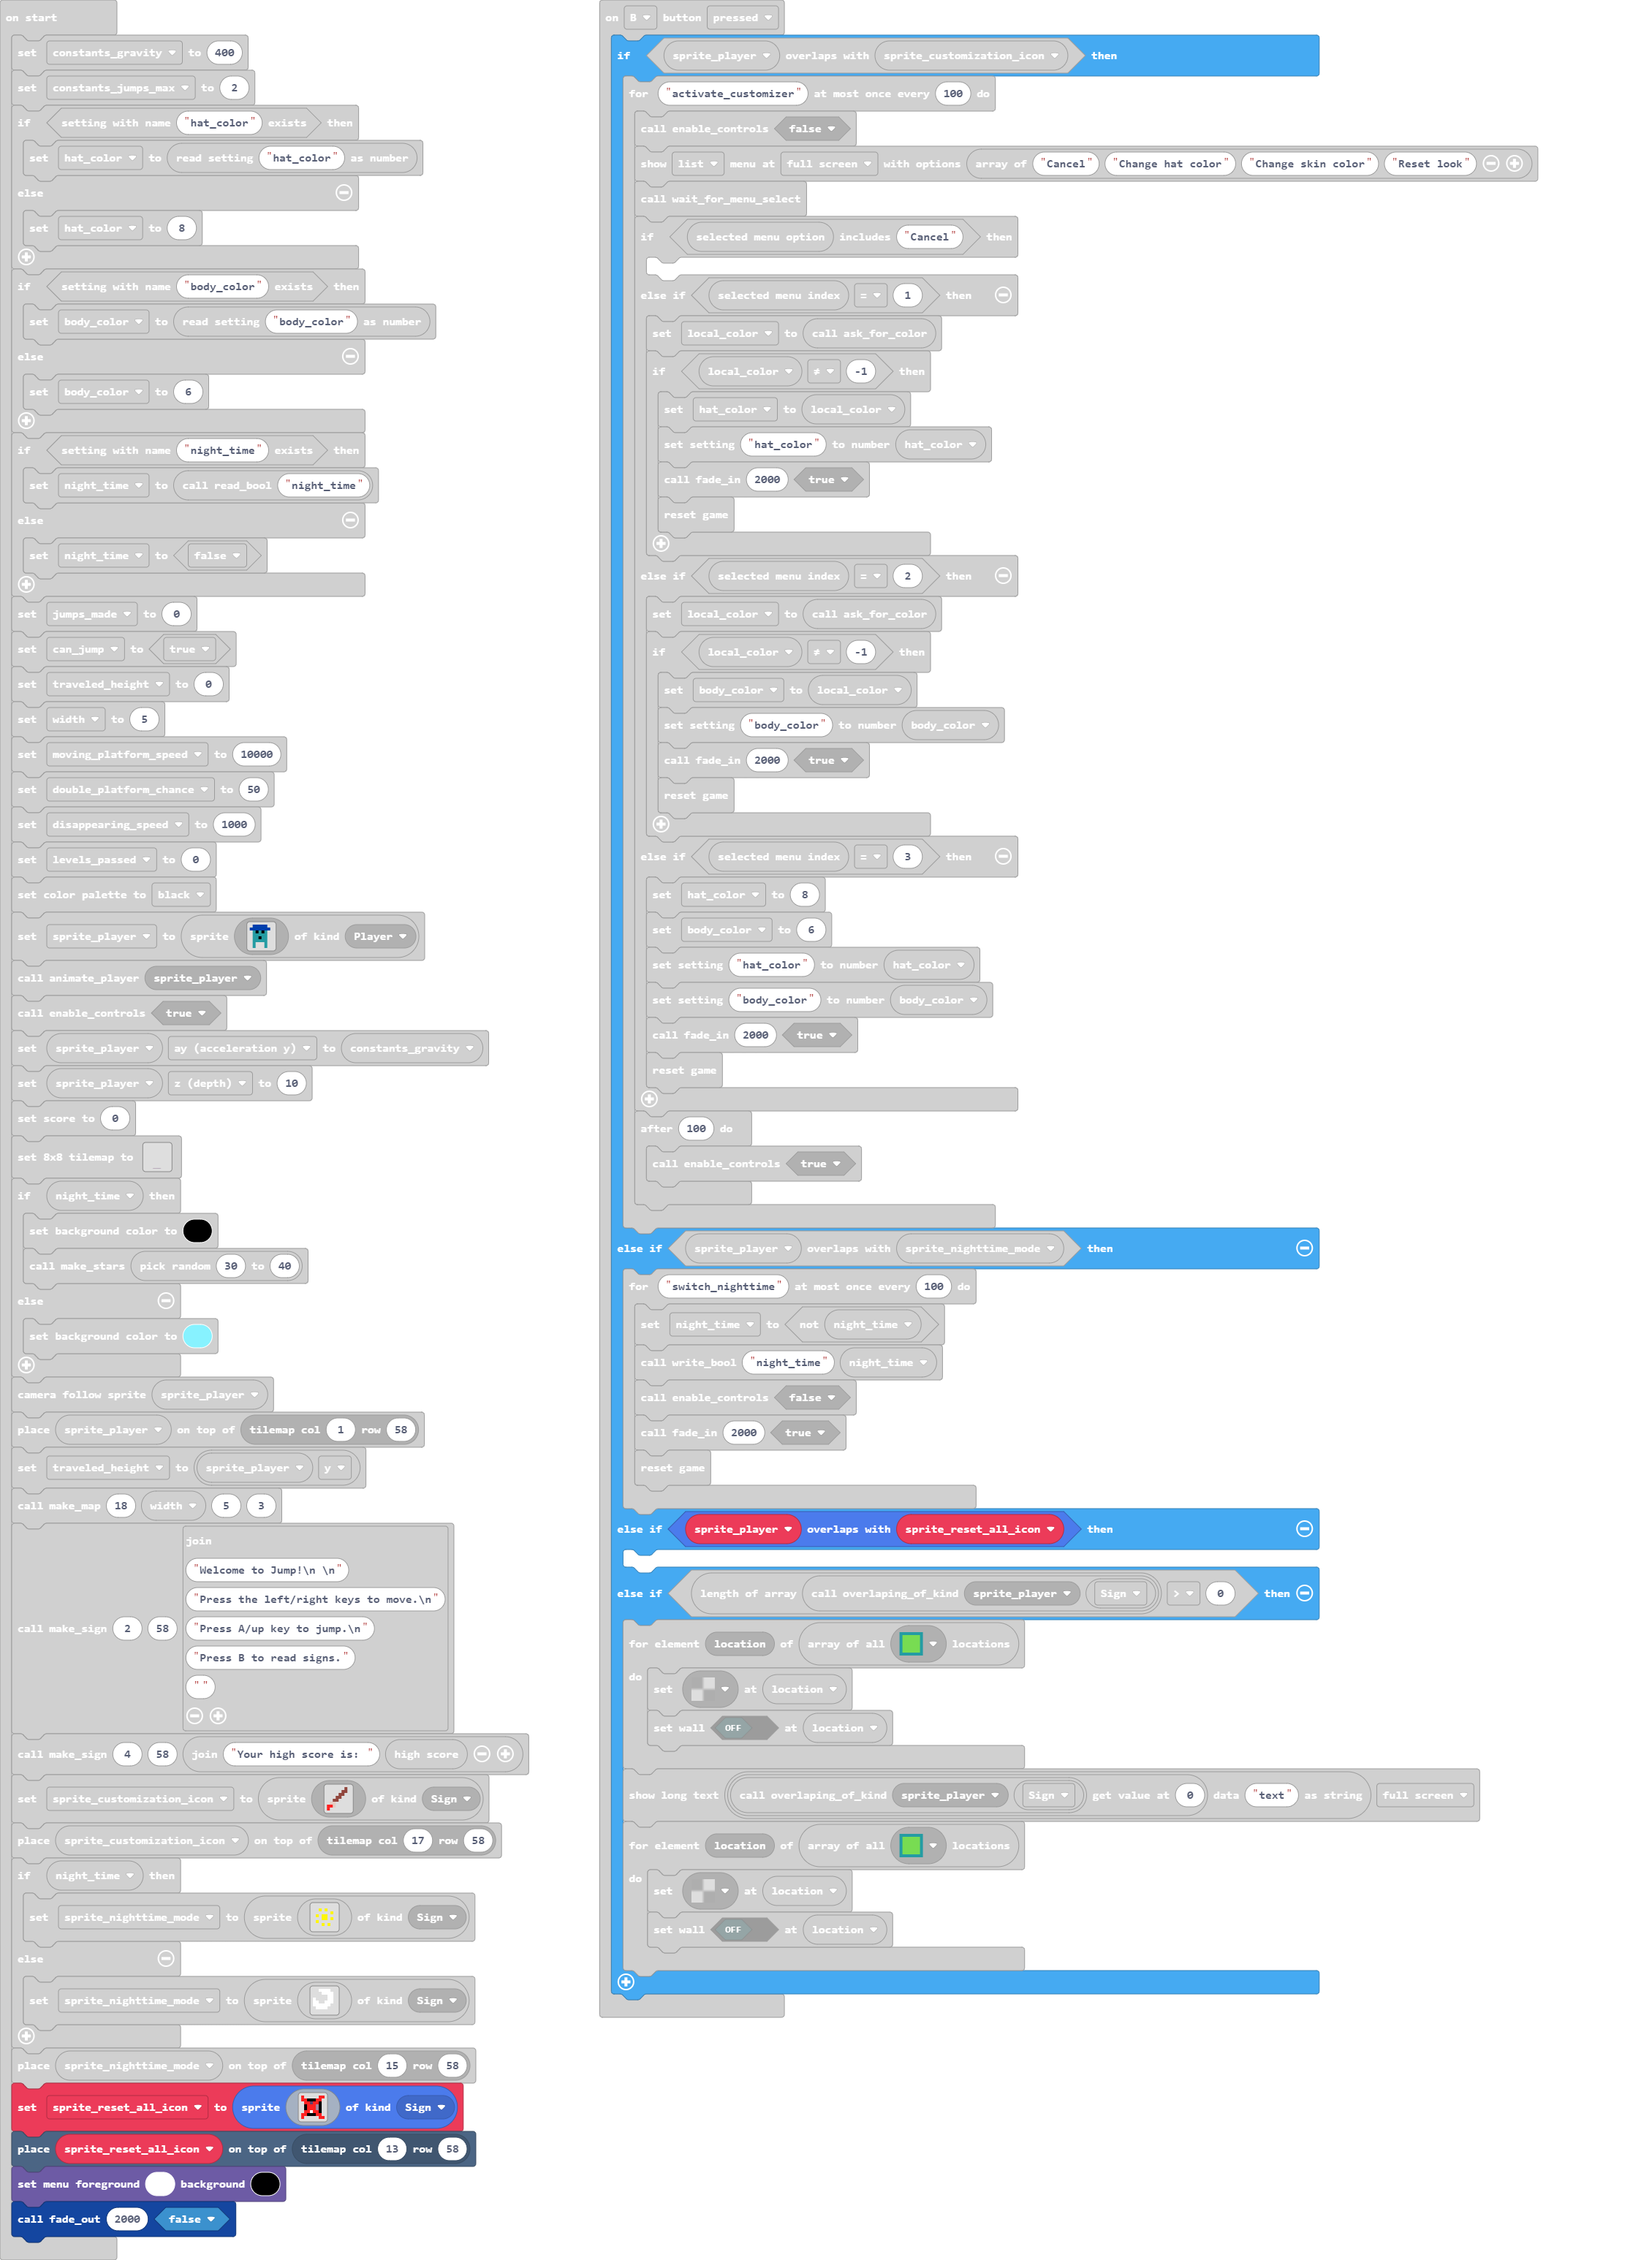 on start
set constants_gravity to 400
set constants_jumps_max to 2
if setting with name "hat_color" exists then
set hat_color to read setting "hat_color" as number
else
set hat_color to 8
if setting with name "body_color" exists then
set body_color to read setting "body_color" as number
else
set body_color to 6
if setting with name "night_time" exists then
set night_time to call read_bool "night_time"
else
set night_time to false
set jumps_made to 0
set can_jump to true
set traveled_height to 0
set width to 5
set moving_platform_speed to 10000
set double_platform_chance to 50
set disappearing_speed to 1000
set levels_passed to 0
set color palette to black
set sprite_player to sprite of kind Player
call animate_player sprite_player
call enable_controls true
set sprite_player ay (acceleration y) to constants_gravity
set sprite_player z (depth) to 10
set score to 0
set 8x8 tilemap to
if night_time then
set background color to
call make_stars pick random 30 to 40
else
set background color to
camera follow sprite sprite_player
place sprite_player on top of tilemap col 1 row 58
set traveled_height to sprite_player y
call make_map 18 width 5 3
call make_sign 2 58 join
"Welcome to Jump!\n \n"
"Press the left/right keys to move.\n"
"Press A/up key to jump.\n"
"Press B to read signs."
" "
call make_sign 4 58 join "Your high score is: " high score
set sprite_customization_icon to sprite of kind Sign
place sprite_customization_icon on top of tilemap col 17 row 58
if night_time then
set sprite_nighttime_mode to sprite of kind Sign
else
set sprite_nighttime_mode to sprite of kind Sign
place sprite_nighttime_mode on top of tilemap col 15 row 58
set sprite_reset_all_icon to sprite of kind Sign
place sprite_reset_all_icon on top of tilemap col 13 row 58
set menu foreground background
call fade_out 2000 false
on B button pressed
if sprite_player overlaps with sprite_customization_icon then
for "activate_customizer" at most once every 100 do
call enable_controls false
show list menu at full screen with options array of "Cancel" "Change hat color" "Change skin color" "Reset look"
call wait_for_menu_select
if selected menu option includes "Cancel" then
else if selected menu index = 1 then
set local_color to call ask_for_color
if local_color ≠ -1 then
set hat_color to local_color
set setting "hat_color" to number hat_color
call fade_in 2000 true
reset game
else if selected menu index = 2 then
set local_color to call ask_for_color
if local_color ≠ -1 then
set body_color to local_color
set setting "body_color" to number body_color
call fade_in 2000 true
reset game
else if selected menu index = 3 then
set hat_color to 8
set body_color to 6
set setting "hat_color" to number hat_color
set setting "body_color" to number body_color
call fade_in 2000 true
reset game
after 100 do
call enable_controls true
else if sprite_player overlaps with sprite_nighttime_mode then
for "switch_nighttime" at most once every 100 do
set night_time to not night_time
call write_bool "night_time" night_time
call enable_controls false
call fade_in 2000 true
reset game
else if sprite_player overlaps with sprite_reset_all_icon then
else if length of array call overlaping_of_kind sprite_player Sign > 0 then
for element location of array of all locations
do
set at location
set wall OFF at location
show long text call overlaping_of_kind sprite_player Sign get value at 0 data "text" as string full screen
for element location of array of all locations
do
set at location
set wall OFF at location